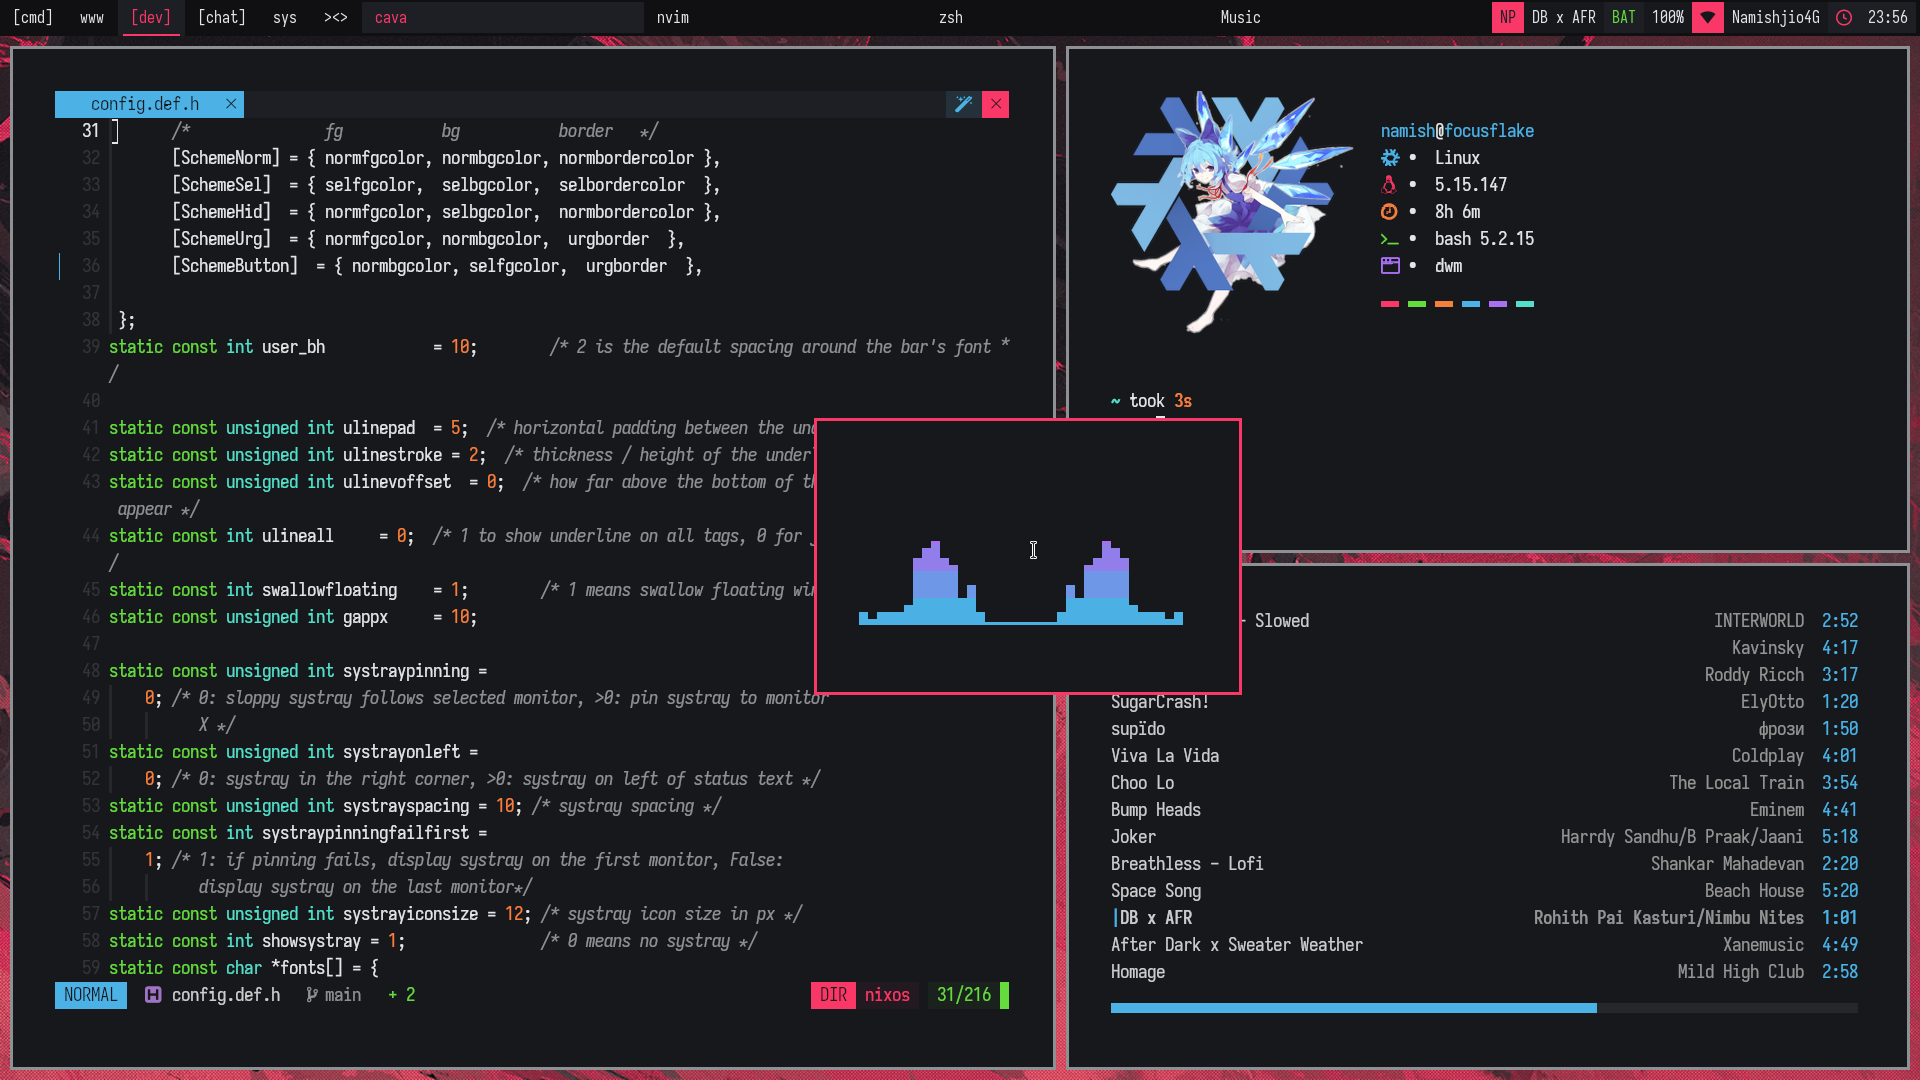 [cmd] www [dev] [chat] sys ><> cava nvim zsh Music NP DB x AFR BAT 100% Namishjio4G 23:56
config.def.h ×
31 /* fg bg border */
32 [SchemeNorm] = { normfgcolor, normbgcolor, normbordercolor },
33 [SchemeSel] = { selfgcolor, selbgcolor, selbordercolor },
34 [SchemeHid] = { normfgcolor, selbgcolor, normbordercolor },
35 [SchemeUrg] = { normfgcolor, normbgcolor, urgborder },
36 [SchemeButton] = { normbgcolor, selfgcolor, urgborder },
37
38 };
39 static const int user_bh = 10; /* 2 is the default spacing around the bar's font *
/
40
41 static const unsigned int ulinepad = 5; /* horizontal padding between the
42 static const unsigned int ulinestroke = 2; /* thickness / height of the
43 static const unsigned int ulinevoffset = 0; /* how far above the bottom of
appear */
44 static const int ulineall = 0; /* 1 to show underline on all tags, 0 for
/
45 static const int swallowfloating = 1; /* 1 means swallow floating
46 static const int gappx = 10;
47
48 static const unsigned int systraypinning =
49 0; /* 0: sloppy systray follows selected monitor, >0: pin systray to monitor
50 X */
51 static const unsigned int systrayonleft =
52 0; /* 0: systray in the right corner, >0: systray on left of status text */
53 static const unsigned int systrayspacing = 10; /* systray spacing */
54 static const int systraypinningfailfirst =
55 1; /* 1: if pinning fails, display systray on the first monitor, False:
56 display systray on the last monitor*/
57 static const unsigned int systrayiconsize = 12; /* systray icon size in px */
58 static const int showsystray = 1; /* 0 means no systray */
59 static const char *fonts[] = {
NORMAL config.def.h main + 2 DIR nixos 31/216
namish@focusflake
• Linux
• 5.15.147
• 8h 6m
• bash 5.2.15
• dwm
~ took 3s
- Slowed INTERWORLD 2:52
Kavinsky 4:17
Roddy Ricch 3:17
SugarCrash! ElyOtto 1:20
supïdo фрози 1:50
Viva La Vida Coldplay 4:01
Choo Lo The Local Train 3:54
Bump Heads Eminem 4:41
Joker Harrdy Sandhu/B Praak/Jaani 5:18
Breathless - Lofi Shankar Mahadevan 2:20
Space Song Beach House 5:20
DB x AFR Rohith Pai Kasturi/Nimbu Nites 1:01
After Dark x Sweater Weather Xanemusic 4:49
Homage Mild High Club 2:58